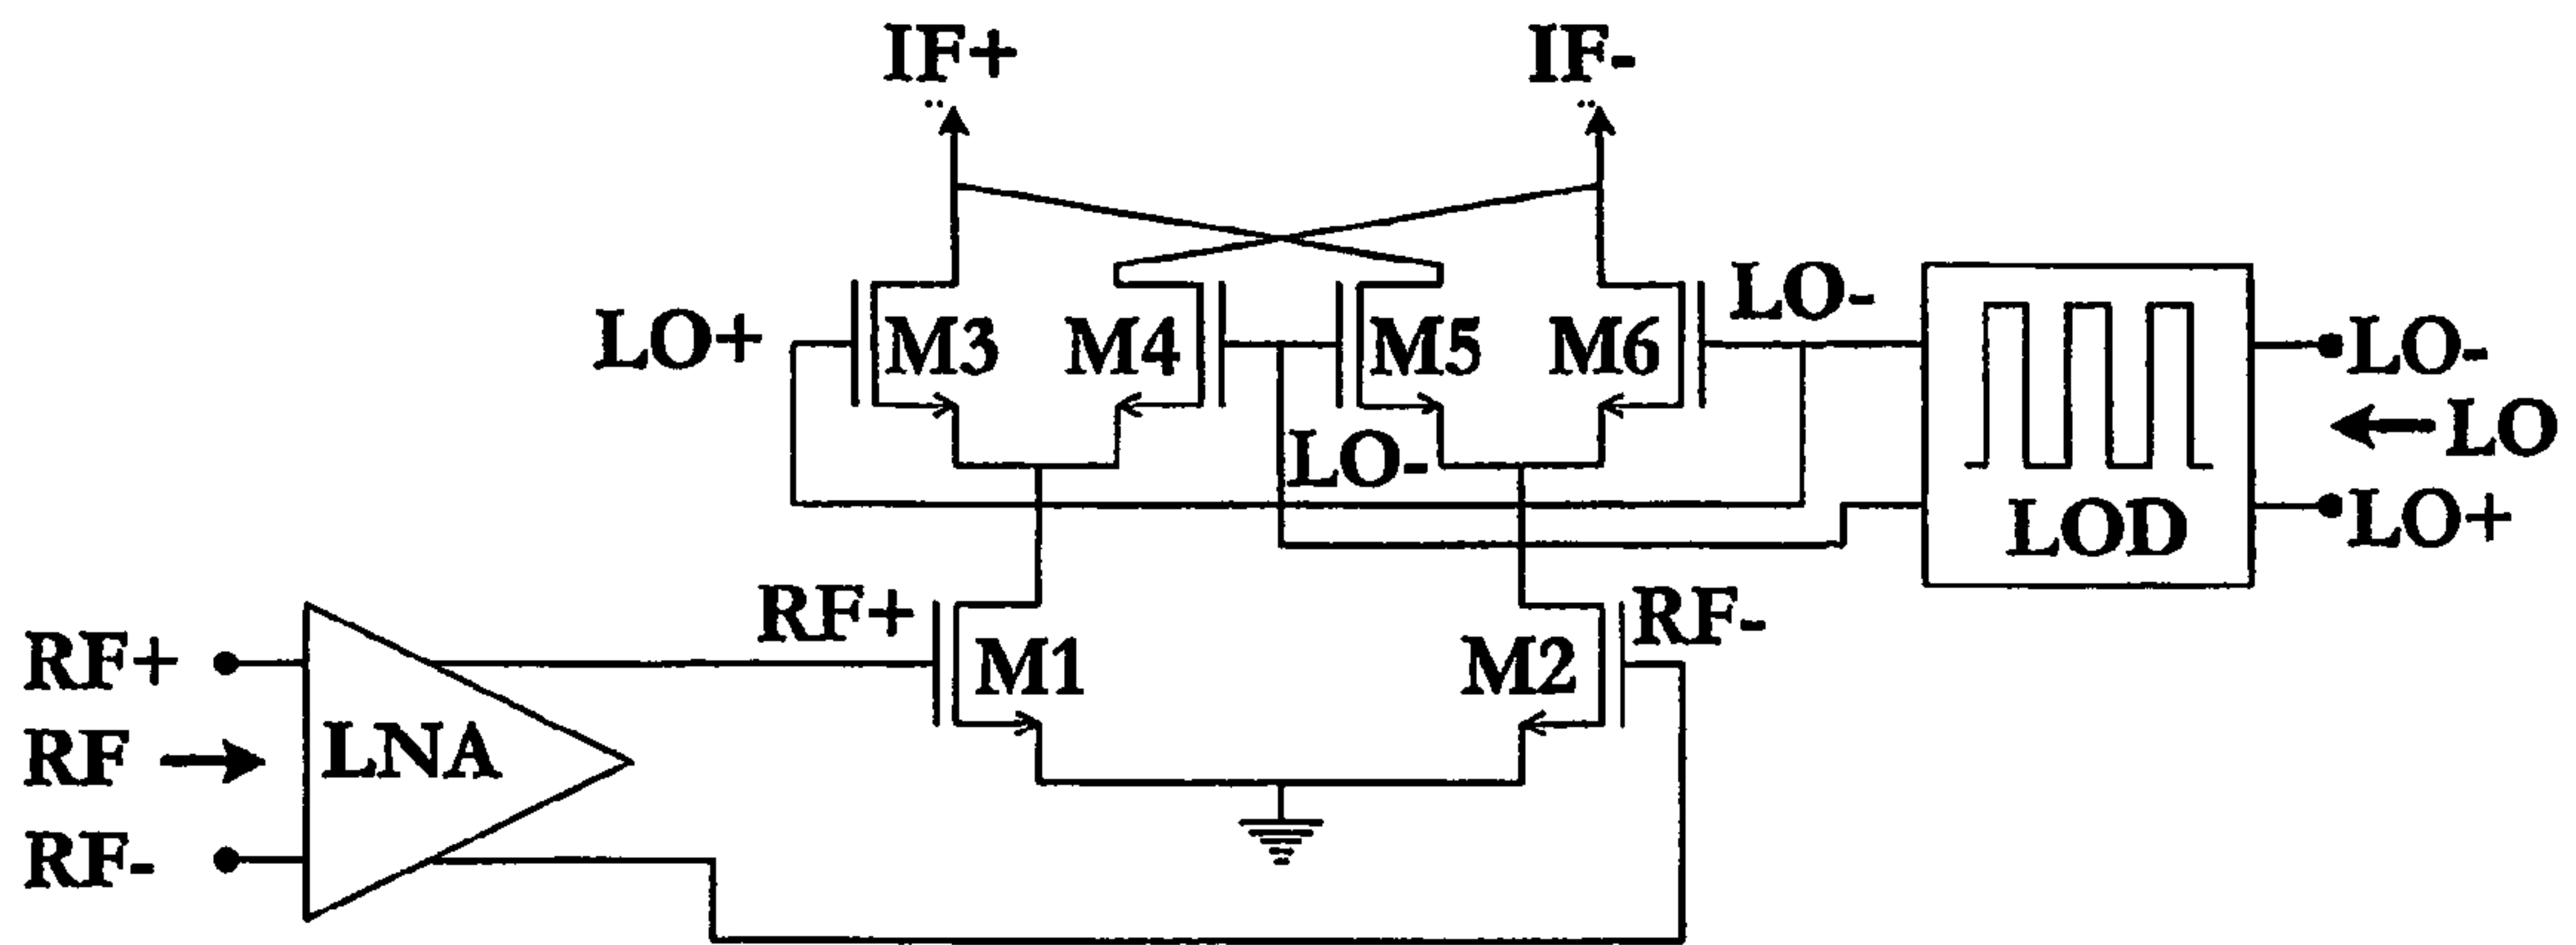 IF+
IF-
LO+
M3
M4
M5
M6
LO-
LO-
LO
LO-
LOD
LO+
RF+
RF-
RF+
M1
M2
RF
LNA
RF-